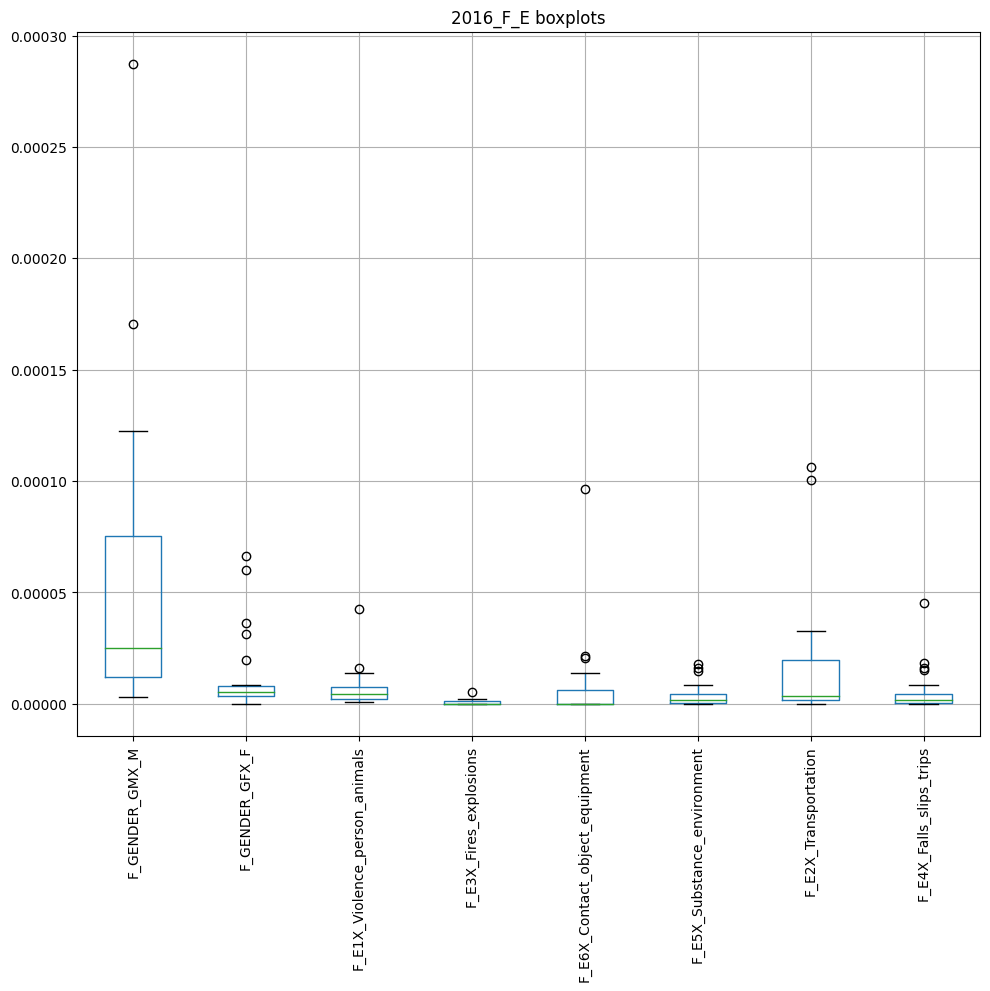 2016_F_E boxplots
0.00030
0.00025
0.00020
0.00015
0.00010
0.00005
0.00000
F_GENDER_GMX_M
F_GENDER_GFX_F
F_E1X_Violence_person_animals
F_E3X_Fires_explosions
F_E6X_Contact_object_equipment
F_E5X_Substance_environment
F_E2X_Transportation
F_E4X_Falls_slips_trips